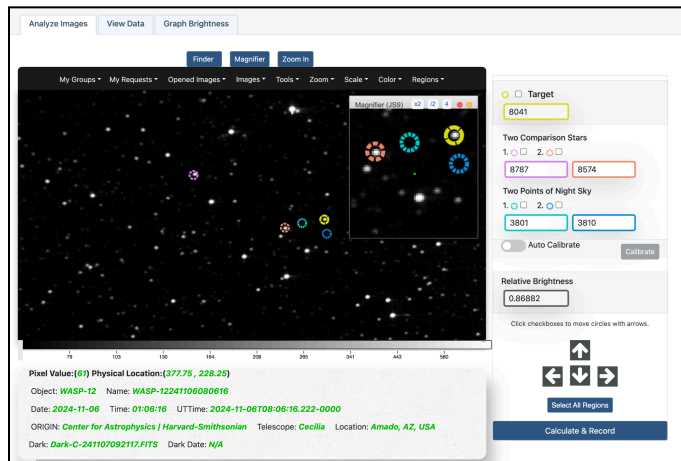 Analyze Images View Data Graph Brightness
Finder Magnifier Zoom In
My Groups My Requests Opened Images Images Tools Zoom Scale Color Regions
Magnifier (JS9) x2 /2 4
Target
8041
Two Comparison Stars
1. 2.
8787 8574
Two Points of Night Sky
1. 2.
3801 3810
Auto Calibrate
Calibrate
Relative Brightness
0.86882
Click checkboxes to move circles with arrows.
Select All Regions
Calculate & Record
79 103 130 164 206 265 341 443 580
Pixel Value:(61) Physical Location:(377.75 , 228.25)
Object: WASP-12 Name: WASP-12241106080616
Date: 2024-11-06 Time: 01:06:16 UTTime: 2024-11-06T08:06:16.222-0000
ORIGIN: Center for Astrophysics | Harvard-Smithsonian Telescope: Cecilia Location: Amado, AZ, USA
Dark: Dark-C-241107092117.FITS Dark Date: N/A